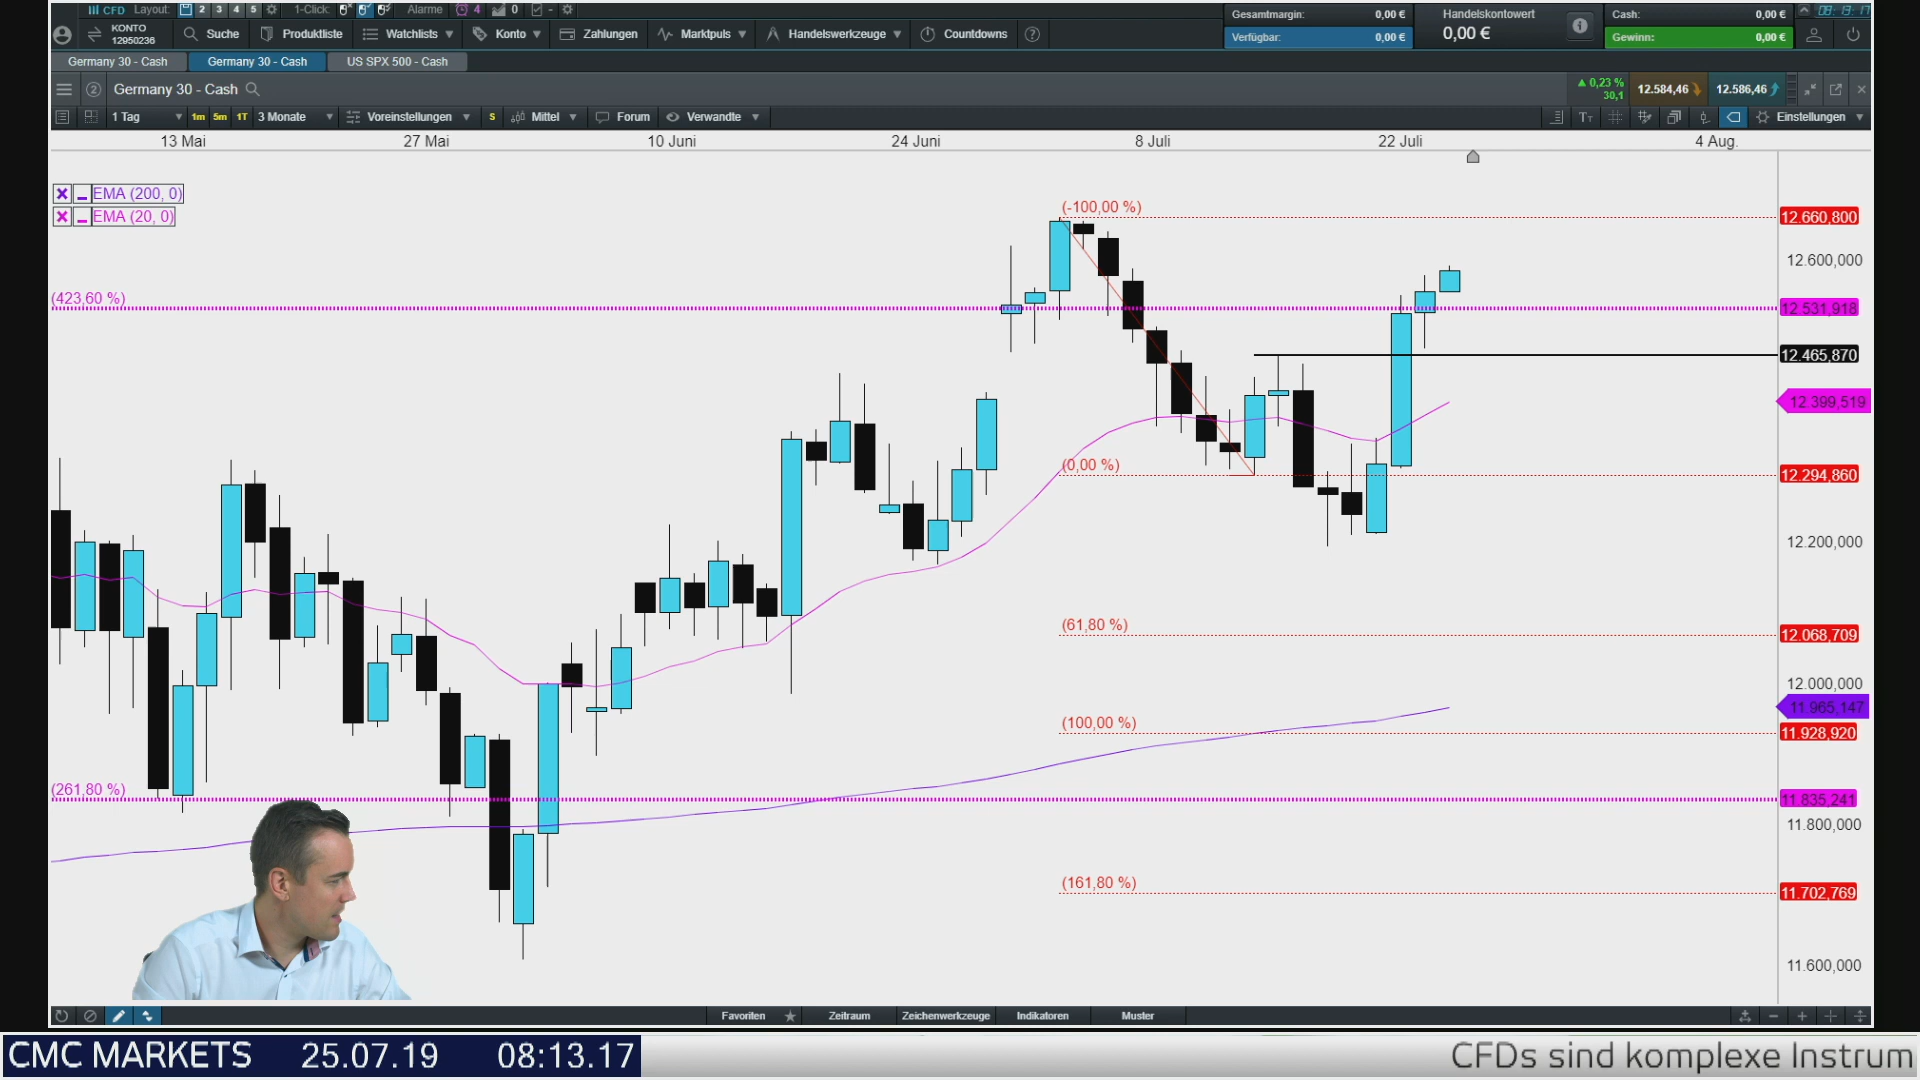 CFD Layout: 2 3 4 5 1-Click: Alarme 4 0 -
KONTO
12950236
Suche Produktliste Watchlists Konto Zahlungen Marktpuls Handelswerkzeuge Countdowns
Gesamtmargin: 0,00 €
Verfügbar: 0,00 €
Handelskontowert
0,00 €
Cash: 0,00 €
Gewinn: 0,00 €
08:13:17
Germany 30 - Cash Germany 30 - Cash US SPX 500 - Cash
2 Germany 30 - Cash
0,23 %
30,1
12.584,46 12.586,46
1 Tag 1m 5m 1T 3 Monate Voreinstellungen S Mittel Forum Verwandte Einstellungen
13 Mai 27 Mai 10 Juni 24 Juni 8 Juli 22 Juli 4 Aug.
EMA (200, 0)
EMA (20, 0)
(-100,00 %)
12.660,800
12.600,000
(423,60 %)
12.531,918
12.465,870
12.399,519
(0,00 %)
12.294,860
12.200,000
(61,80 %)
12.068,709
12.000,000
11.965,147
(100,00 %)
11.928,920
(261,80 %)
11.835,241
11.800,000
(161,80 %)
11.702,769
11.600,000
Favoriten Zeitraum Zeichenwerkzeuge Indikatoren Muster
CMC MARKETS 25.07.19 08:13.17
CFDs sind komplexe Instrum